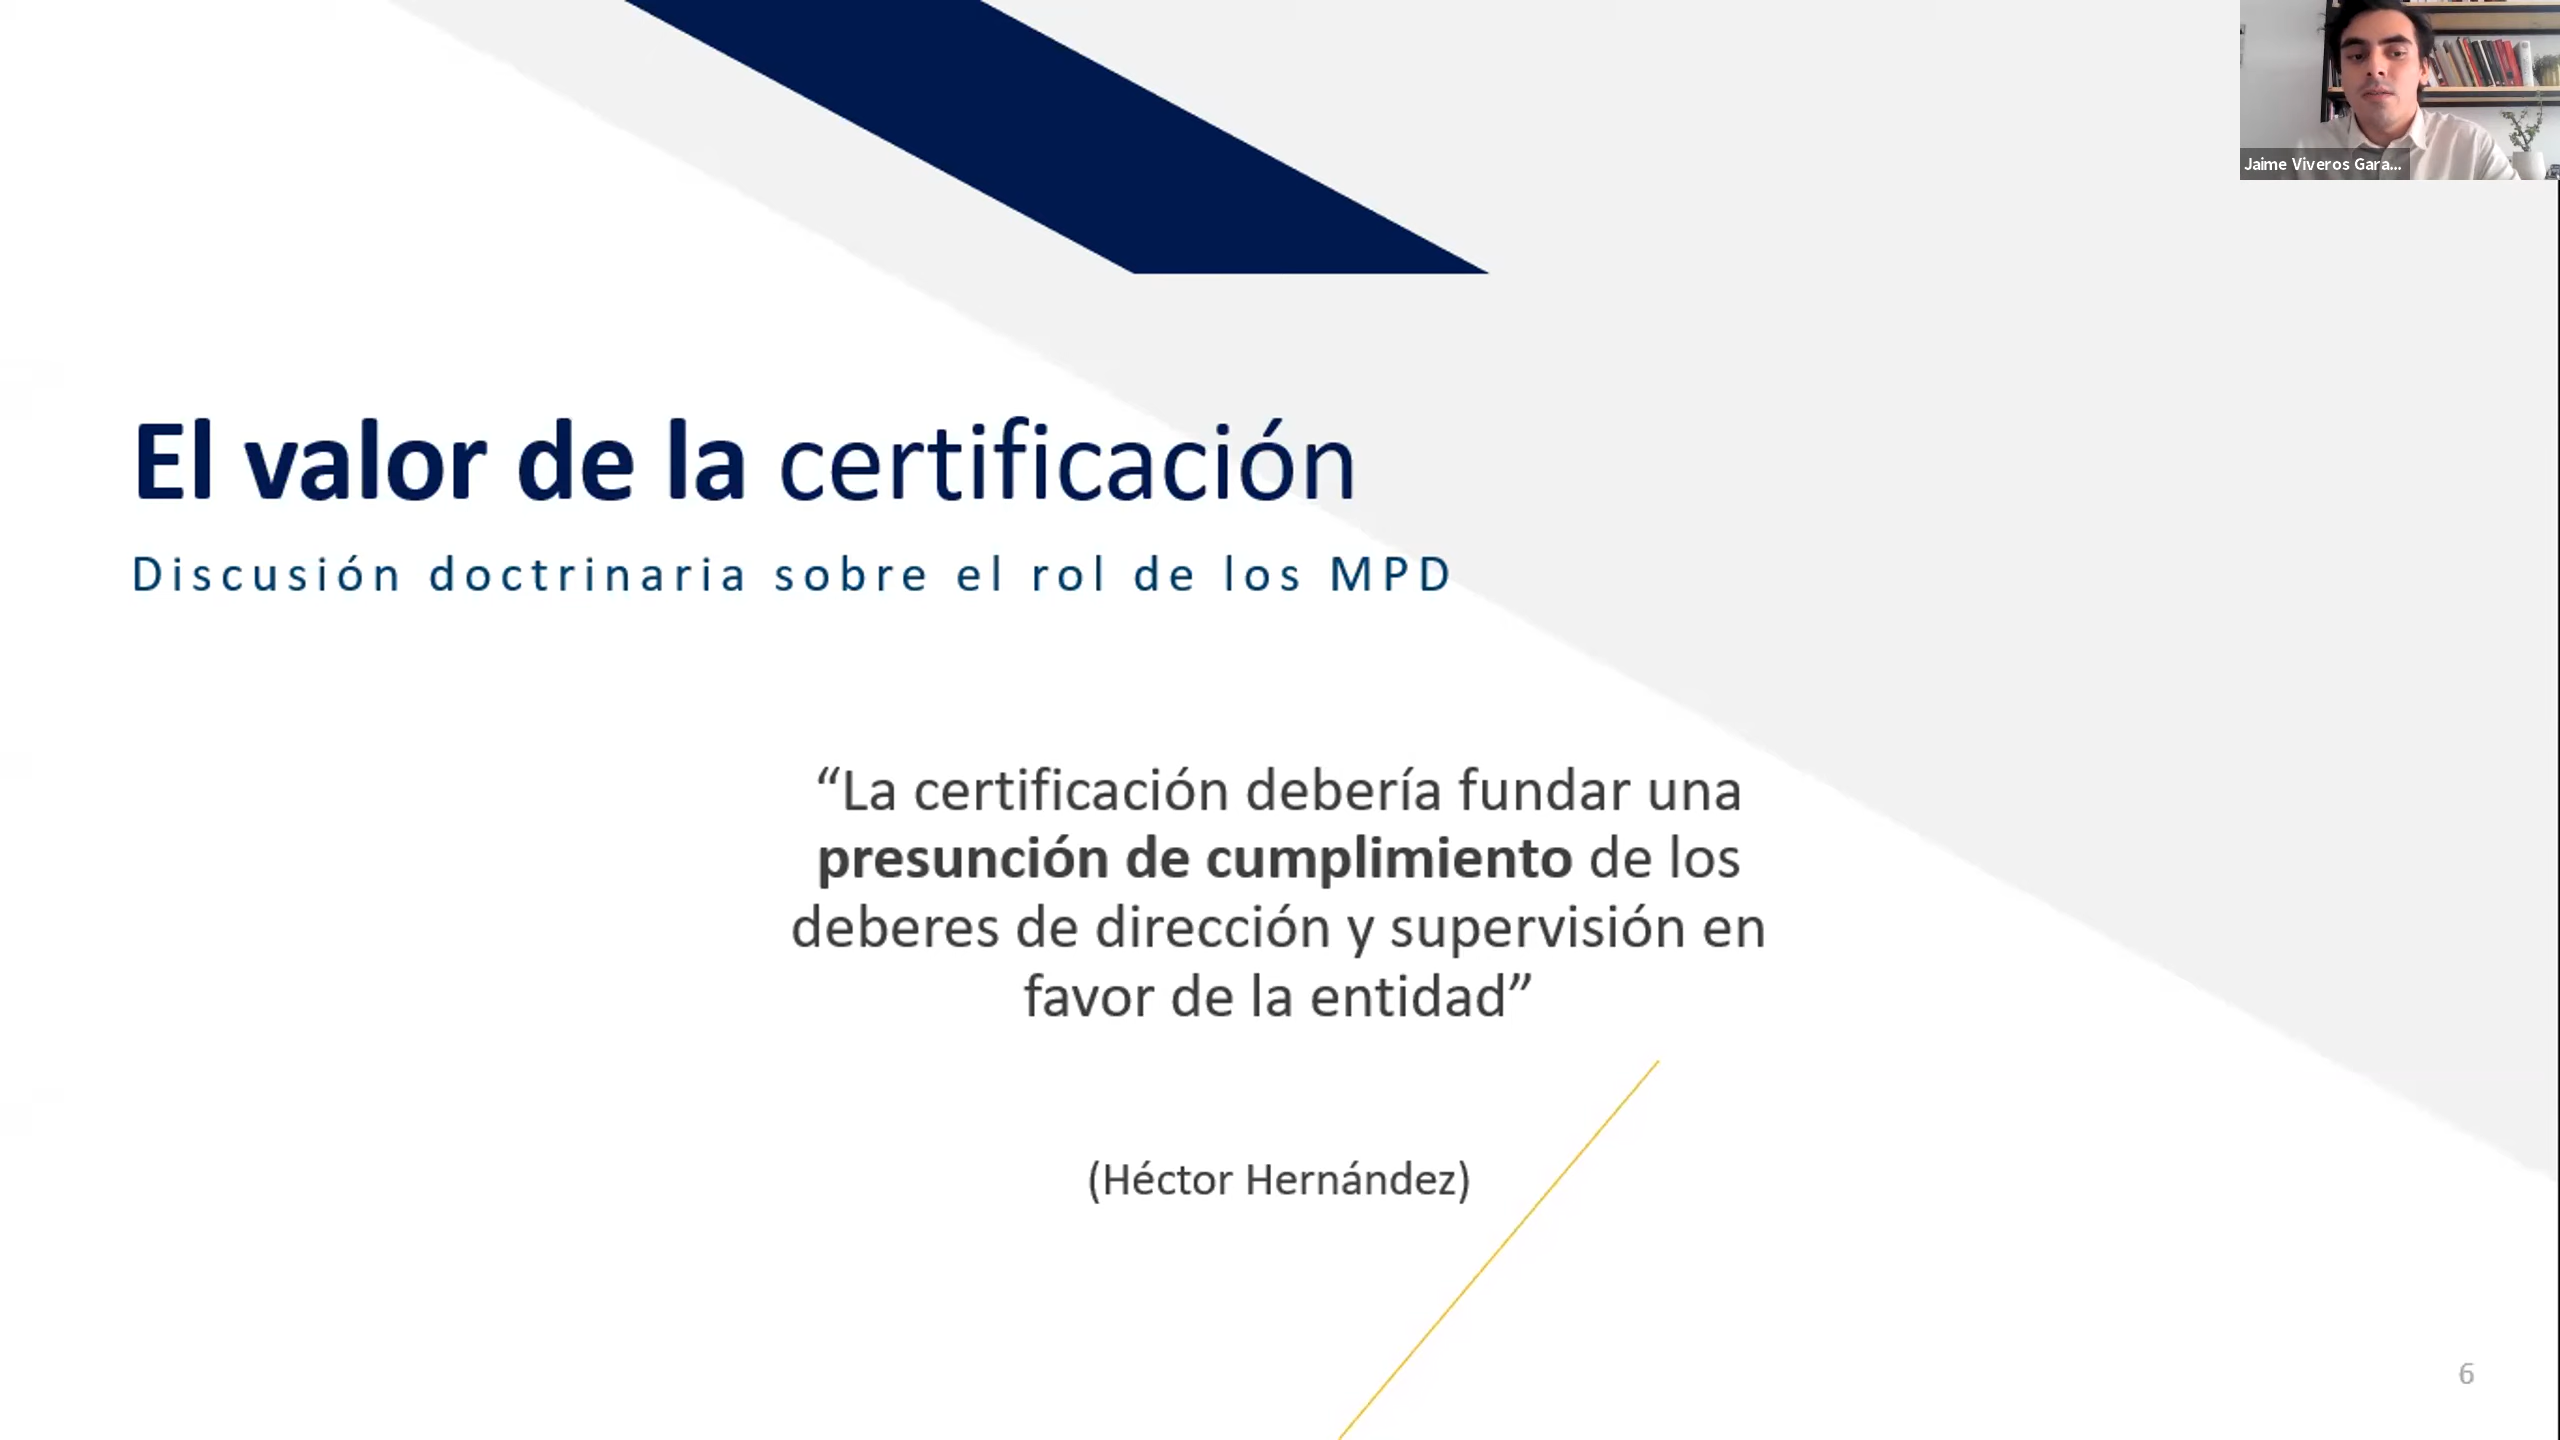 Jaime Viveros Gara...
El valor de la certificación
Discusión doctrinaria sobre el rol de los MPD
“La certificación debería fundar una
presunción de cumplimiento de los
deberes de dirección y supervisión en
favor de la entidad”
(Héctor Hernández)
6